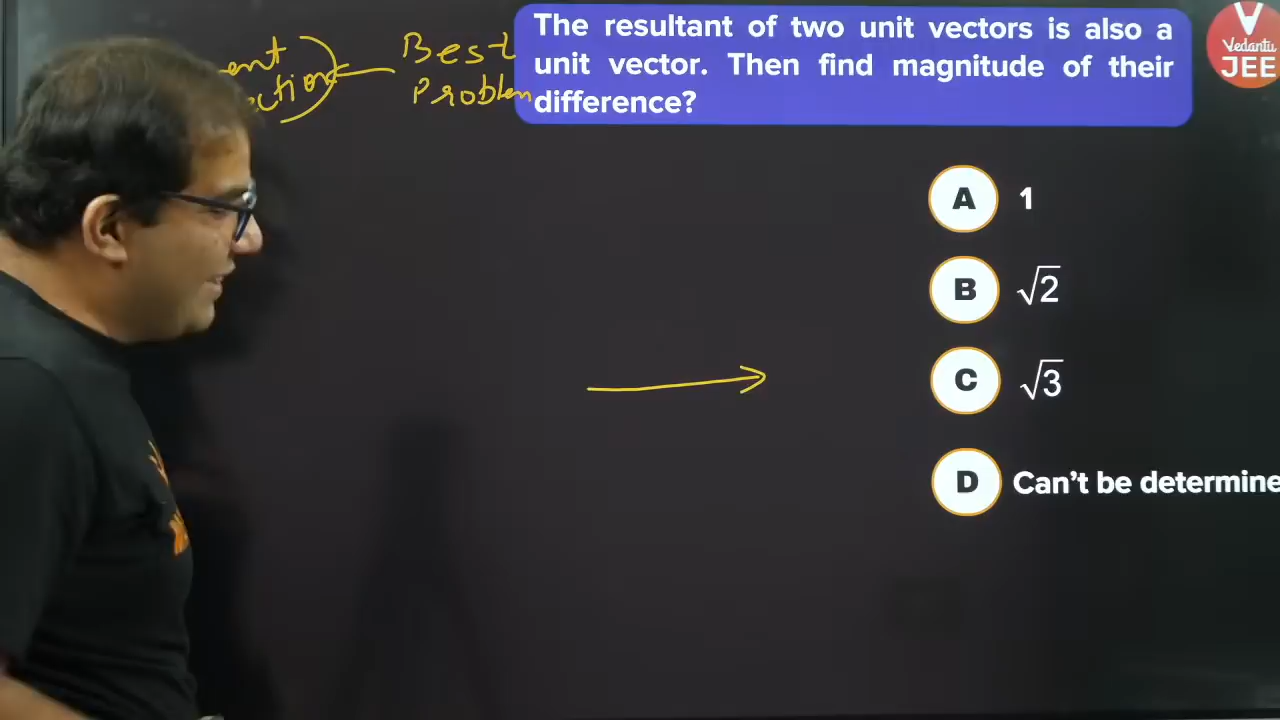 The resultant of two unit vectors is also a
unit vector. Then find magnitude of their
difference?
Best
Problem
V
Vedantu
JEE
A 1
B √2
C √3
D Can't be determine